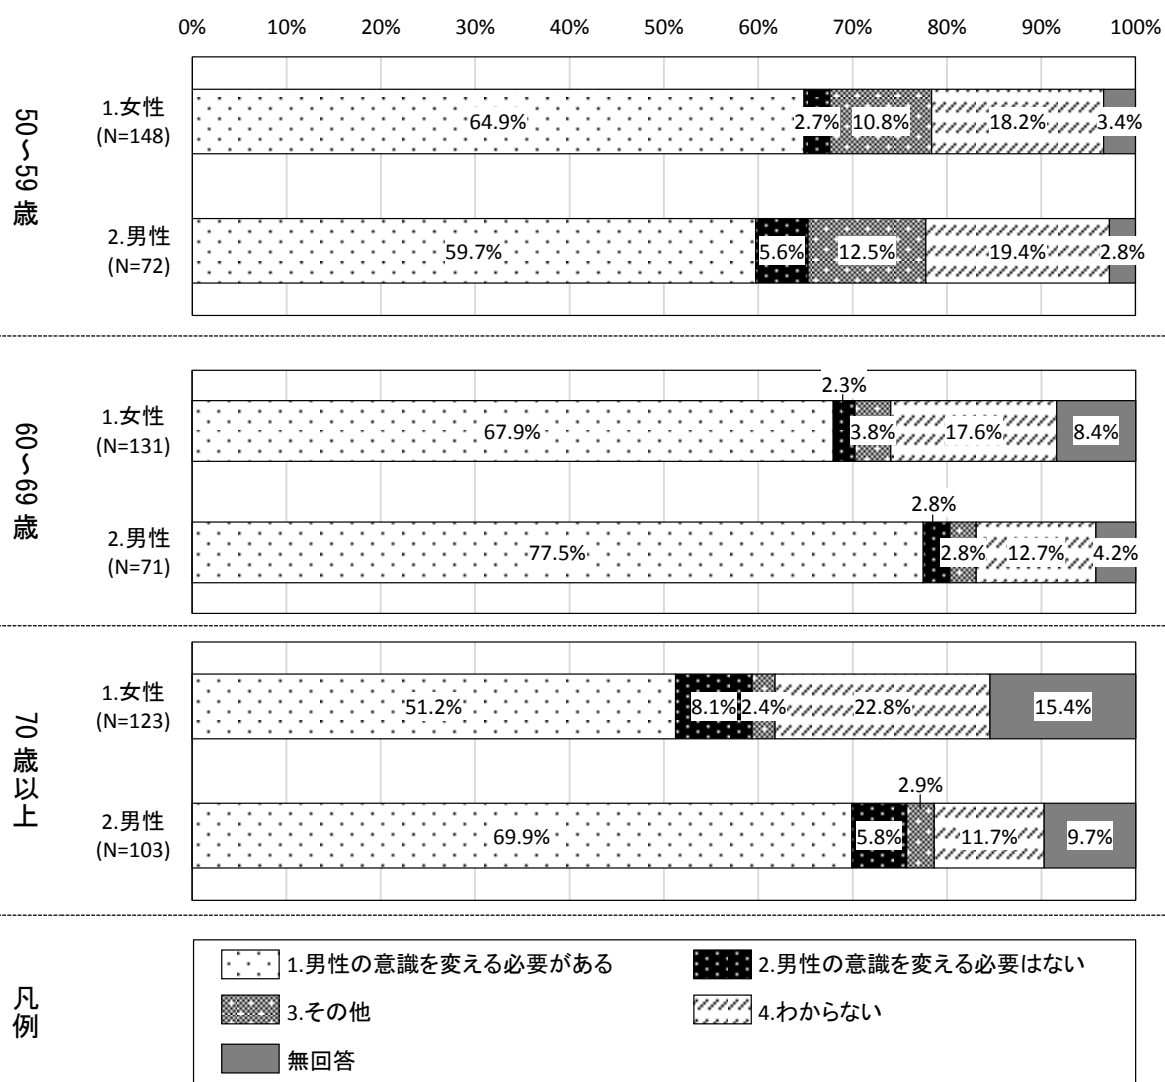 0% 10% 20% 30% 40% 50% 60% 70% 80% 90% 100%
50～59歳
1.女性
(N=148)
64.9% 2.7% 10.8% 18.2% 3.4%
2.男性
(N=72)
59.7% 5.6% 12.5% 19.4% 2.8%
60～69歳
2.3%
1.女性
(N=131)
67.9% 3.8% 17.6% 8.4%
2.8%
2.男性
(N=71)
77.5% 2.8% 12.7% 4.2%
70歳以上
1.女性
(N=123)
51.2% 8.1% 2.4% 22.8% 15.4%
2.9%
2.男性
(N=103)
69.9% 5.8% 11.7% 9.7%
凡例
1.男性の意識を変える必要がある 2.男性の意識を変える必要はない
3.その他 4.わからない
無回答